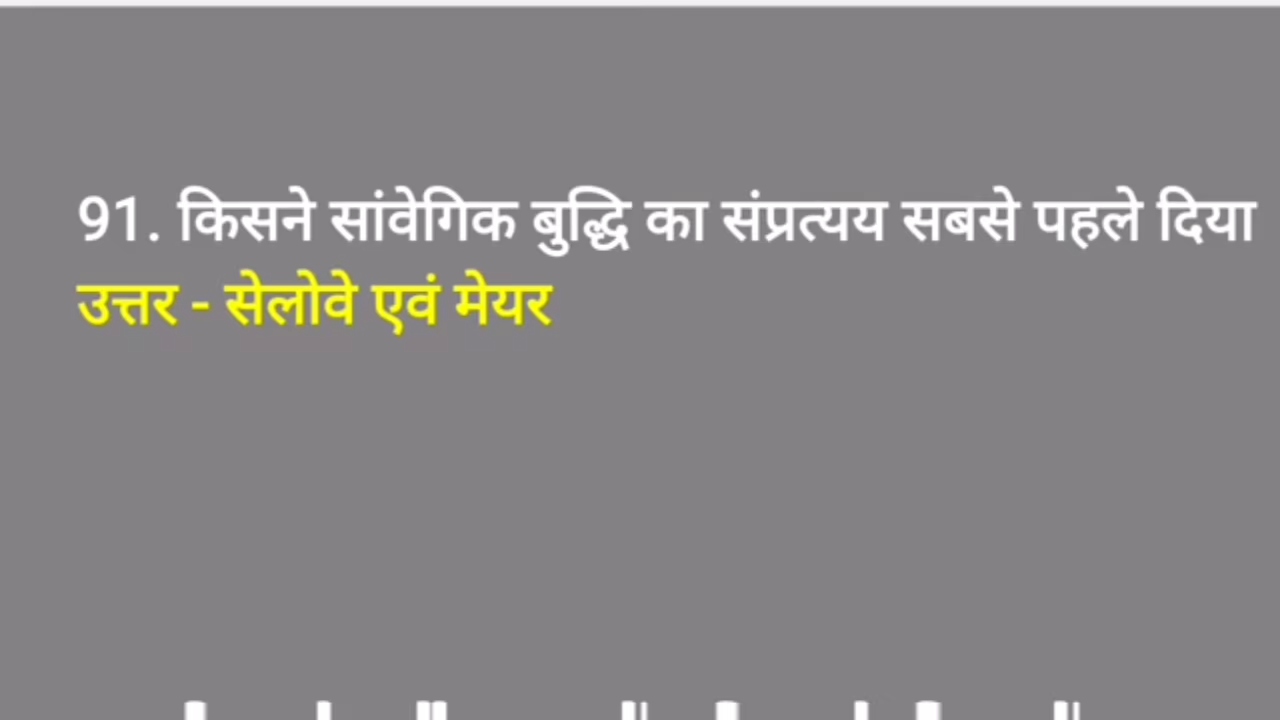 91. किसने सांवेगिक बुद्धि का संप्रत्यय सबसे पहले दिया
उत्तर - सेलोवे एवं मेयर